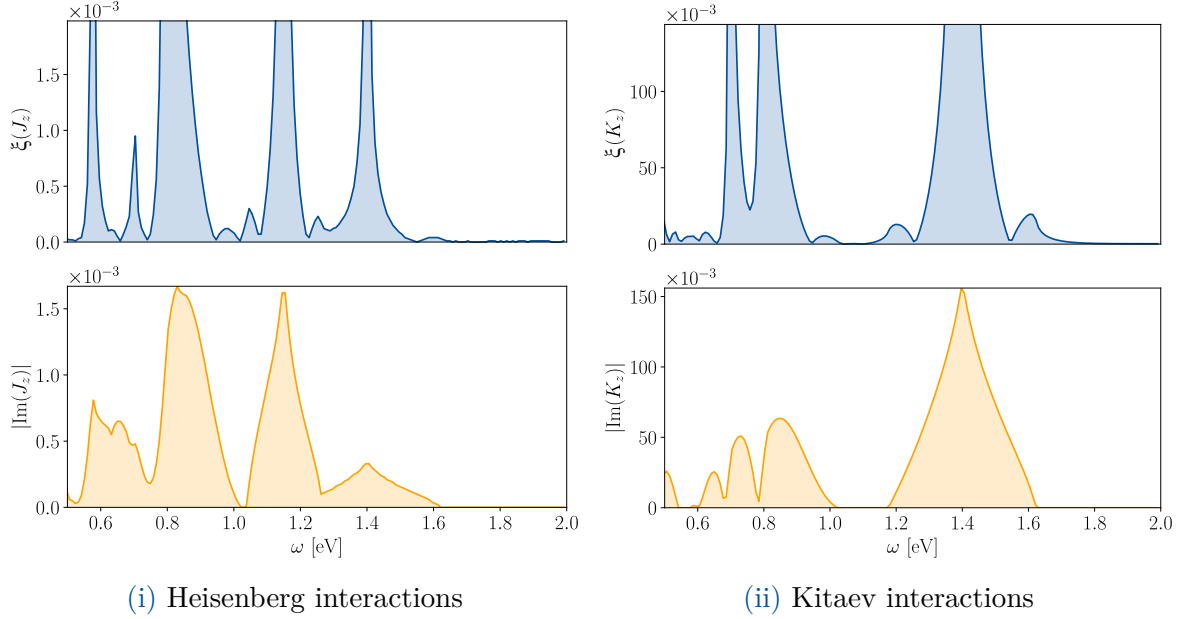 ×10⁻³
1.5
1.0
0.5
0.0
ξ(J_z)
×10⁻³
100
50
0
ξ(K_z)
×10⁻³
1.5
1.0
0.5
0.0
|Im(J_z)|
0.6 0.8 1.0 1.2 1.4 1.6 1.8 2.0
ω [eV]
×10⁻³
150
100
50
0
|Im(K_z)|
0.6 0.8 1.0 1.2 1.4 1.6 1.8 2.0
ω [eV]
(i) Heisenberg interactions
(ii) Kitaev interactions